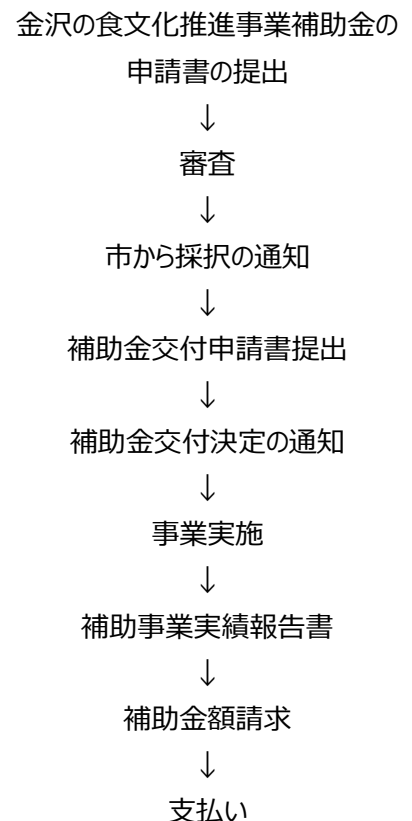 金沢の食文化推進事業補助金の
申請書の提出
↓
審査
↓
市から採択の通知
↓
補助金交付申請書提出
↓
補助金交付決定の通知
↓
事業実施
↓
補助事業実績報告書
↓
補助金額請求
↓
支払い